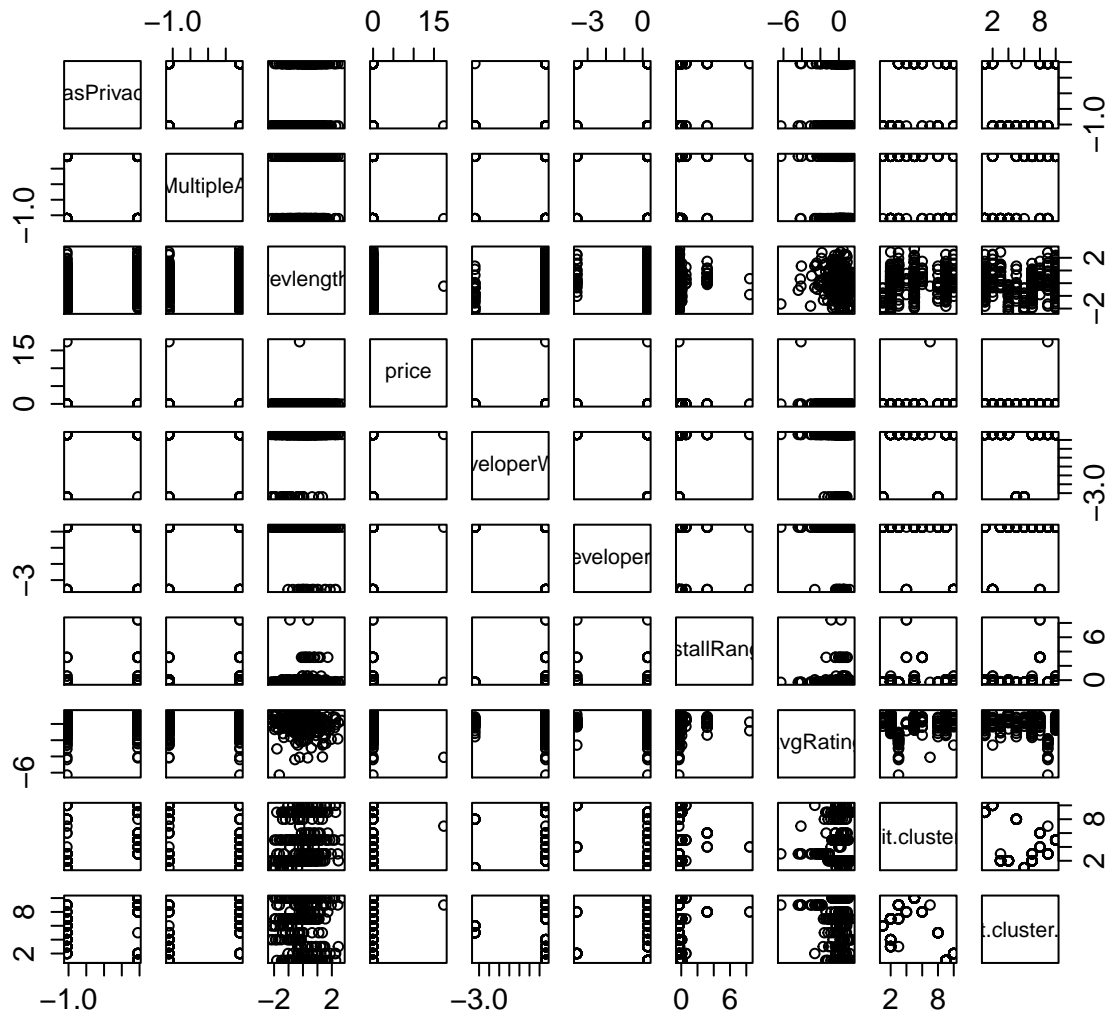 −1.0 0 15 −3 0 −6 0 2 8
asPrivac −1.0
−1.0 MultipleA
evlength −2 2
0 15 price
veloperW −3.0
−3 eveloper.
stallRang 0 6
−6 vgRating
it.cluster 2 8
2 8 t.cluster.
−1.0 −2 2 −3.0 0 6 2 8